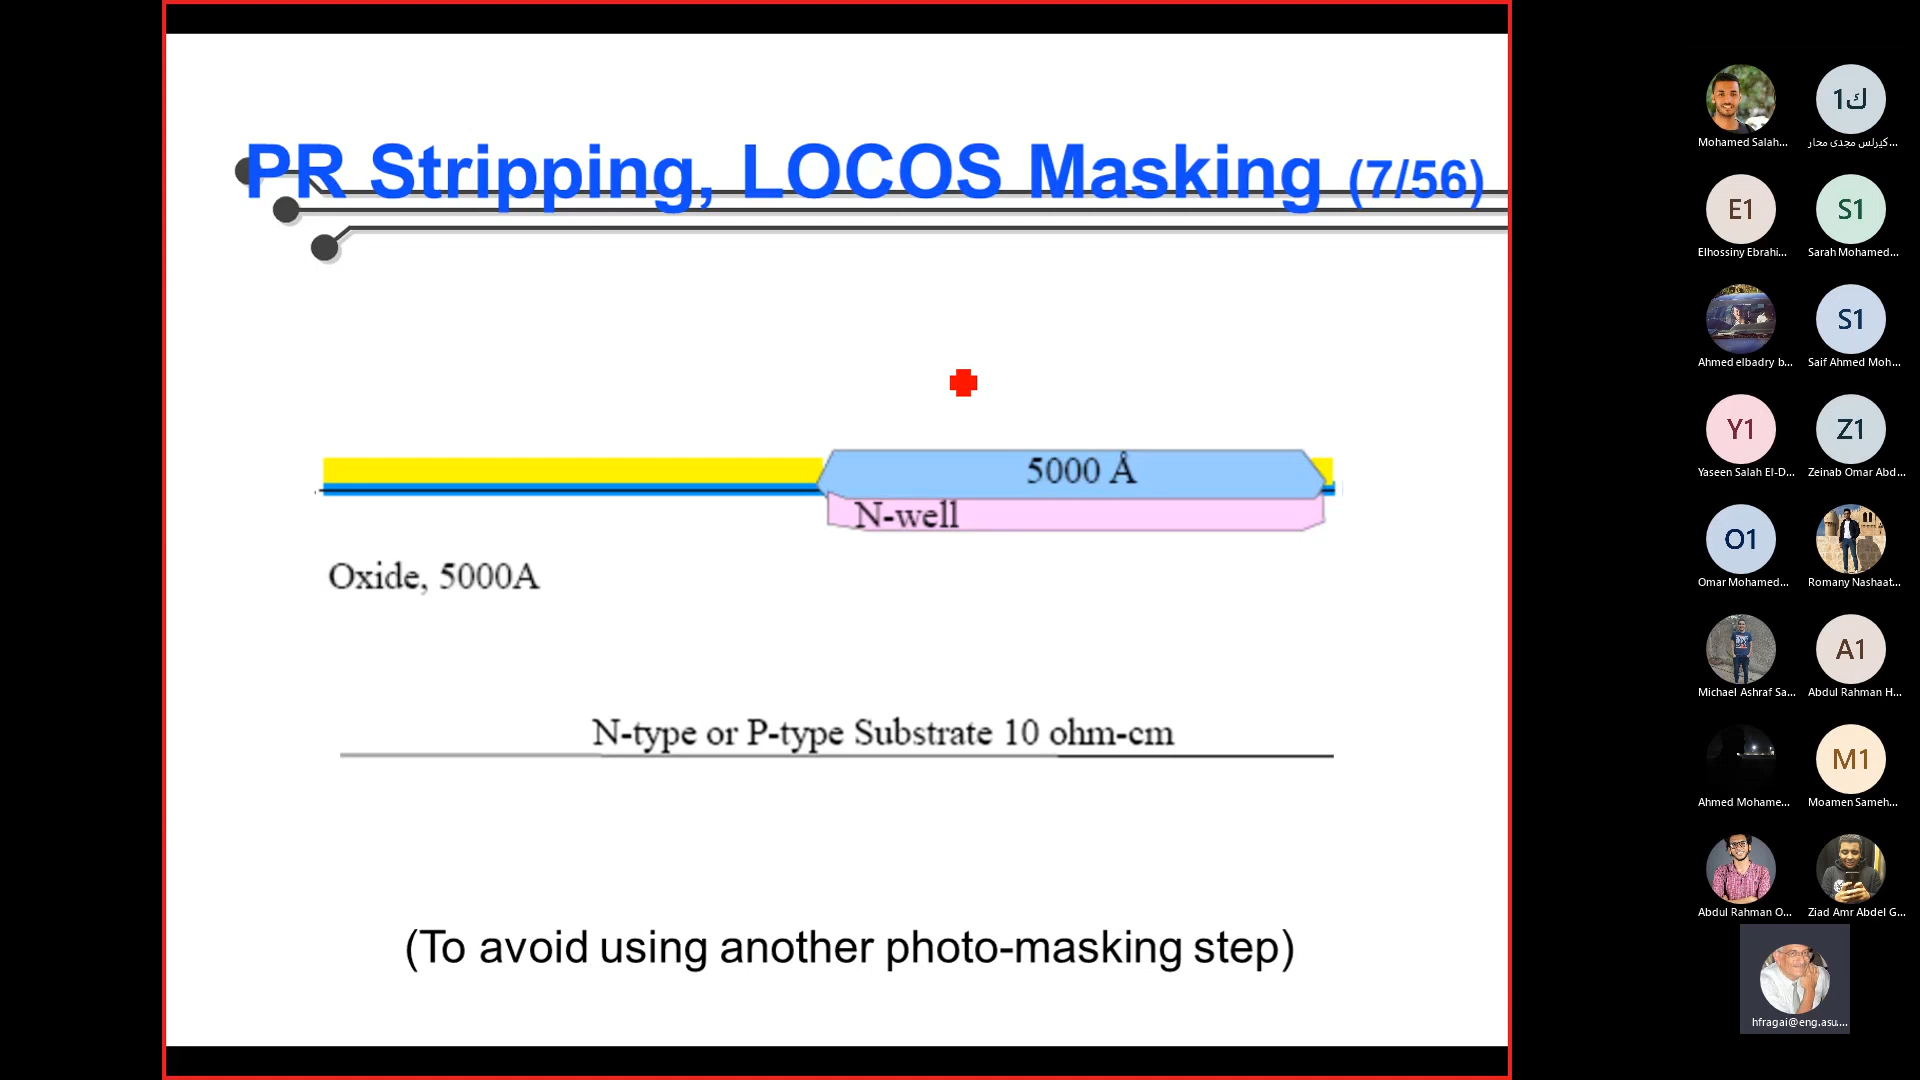 PR Stripping, LOCOS Masking (7/56)
5000 Å
N-well
Oxide, 5000A
N-type or P-type Substrate 10 ohm-cm
(To avoid using another photo-masking step)
Mohamed Salah...
ك1
كيرلس مجدى محار...
E1
Elhossiny Ebrahi...
S1
Sarah Mohamed...
Ahmed elbadry b...
S1
Saif Ahmed Moh...
Y1
Yaseen Salah El-D...
Z1
Zeinab Omar Abd...
O1
Omar Mohamed...
Romany Nashaat...
Michael Ashraf Sa...
A1
Abdul Rahman H...
Ahmed Mohame...
M1
Moamen Sameh...
Abdul Rahman O...
Ziad Amr Abdel G...
hfragai@eng.asu....